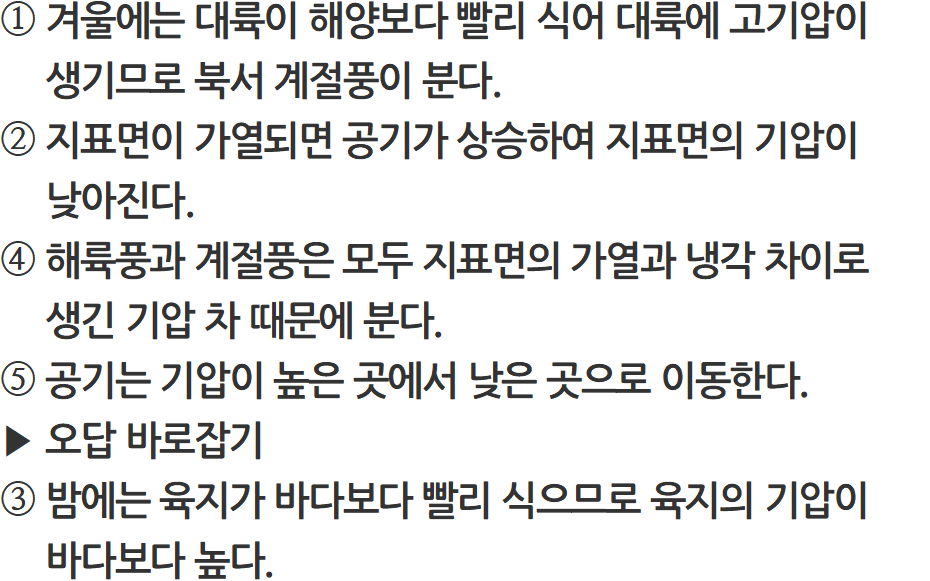 ① 겨울에는 대륙이 해양보다 빨리 식어 대륙에 고기압이
생기므로 북서 계절풍이 분다.
② 지표면이 가열되면 공기가 상승하여 지표면의 기압이
낮아진다.
④ 해륙풍과 계절풍은 모두 지표면의 가열과 냉각 차이로
생긴 기압 차 때문에 분다.
⑤ 공기는 기압이 높은 곳에서 낮은 곳으로 이동한다.
▶ 오답 바로잡기
③ 밤에는 육지가 바다보다 빨리 식으므로 육지의 기압이
바다보다 높다.